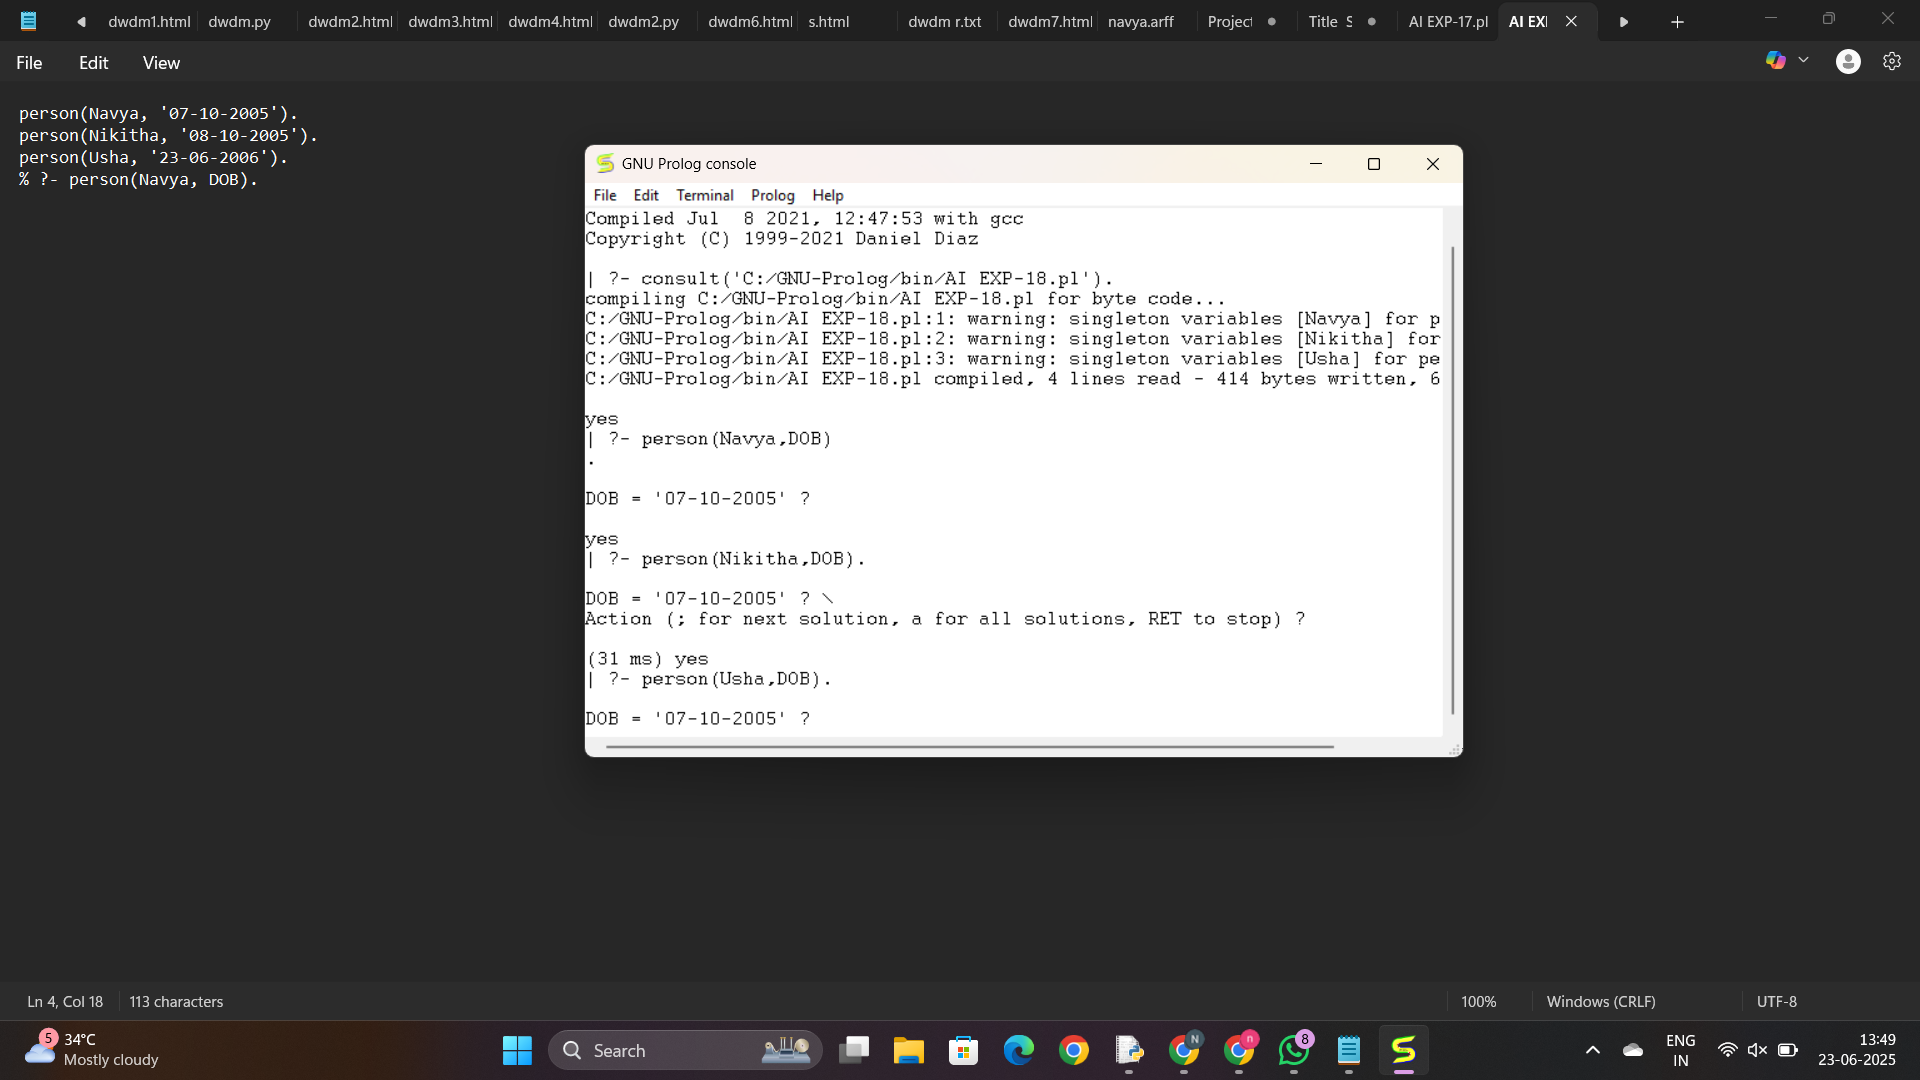 dwdm1.html dwdm.py dwdm2.html dwdm3.html dwdm4.html dwdm2.py dwdm6.html s.html dwdm r.txt dwdm7.html navya.arff Project Title S AI EXP-17.pl AI EX
File Edit View
person(Navya, '07-10-2005').
person(Nikitha, '08-10-2005').
person(Usha, '23-06-2006').
% ?- person(Navya, DOB).
GNU Prolog console
File Edit Terminal Prolog Help
Compiled Jul  8 2021, 12:47:53 with gcc
Copyright (C) 1999-2021 Daniel Diaz
| ?- consult('C:/GNU-Prolog/bin/AI EXP-18.pl').
compiling C:/GNU-Prolog/bin/AI EXP-18.pl for byte code...
C:/GNU-Prolog/bin/AI EXP-18.pl:1: warning: singleton variables [Navya] for p
C:/GNU-Prolog/bin/AI EXP-18.pl:2: warning: singleton variables [Nikitha] for
C:/GNU-Prolog/bin/AI EXP-18.pl:3: warning: singleton variables [Usha] for pe
C:/GNU-Prolog/bin/AI EXP-18.pl compiled, 4 lines read - 414 bytes written, 6
yes
| ?- person(Navya,DOB)
.
DOB = '07-10-2005' ?
yes
| ?- person(Nikitha,DOB).
DOB = '07-10-2005' ? \
Action (; for next solution, a for all solutions, RET to stop) ?
(31 ms) yes
| ?- person(Usha,DOB).
DOB = '07-10-2005' ?
Ln 4, Col 18 113 characters 100% Windows (CRLF) UTF-8
5 34°C
Mostly cloudy
Search
N n 8
ENG
IN
13:49
23-06-2025